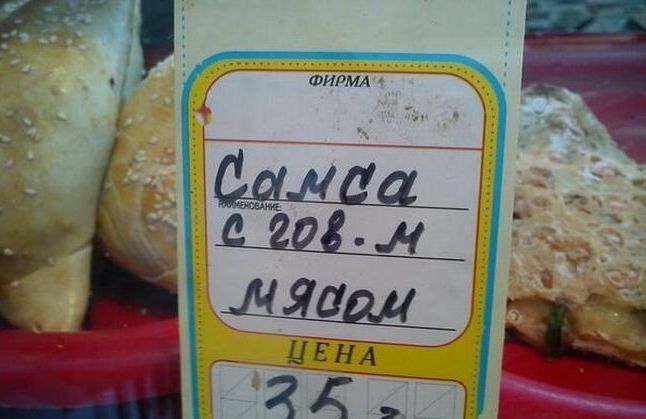 ФИРМА
Самса
НАИМЕНОВАНИЕ:
с гов. м
мясом
ЦЕНА
35